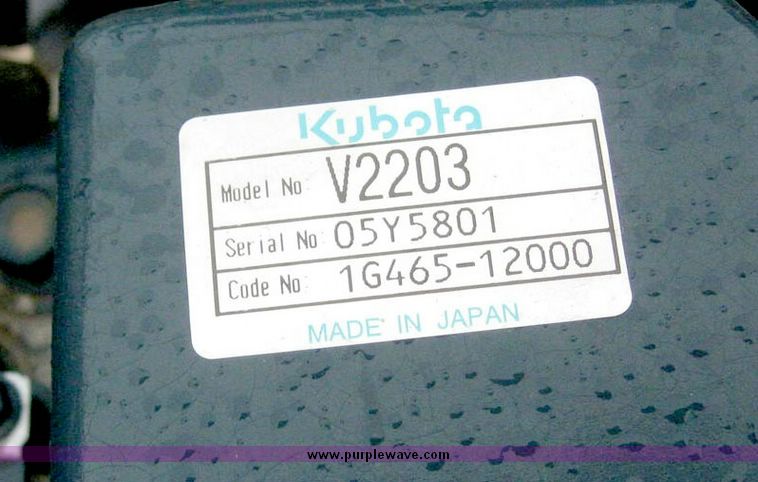 Kubota
Model No: V2203
Serial No: 05Y5801
Code No: 1G465-12000
MADE IN JAPAN
www.purplewave.com